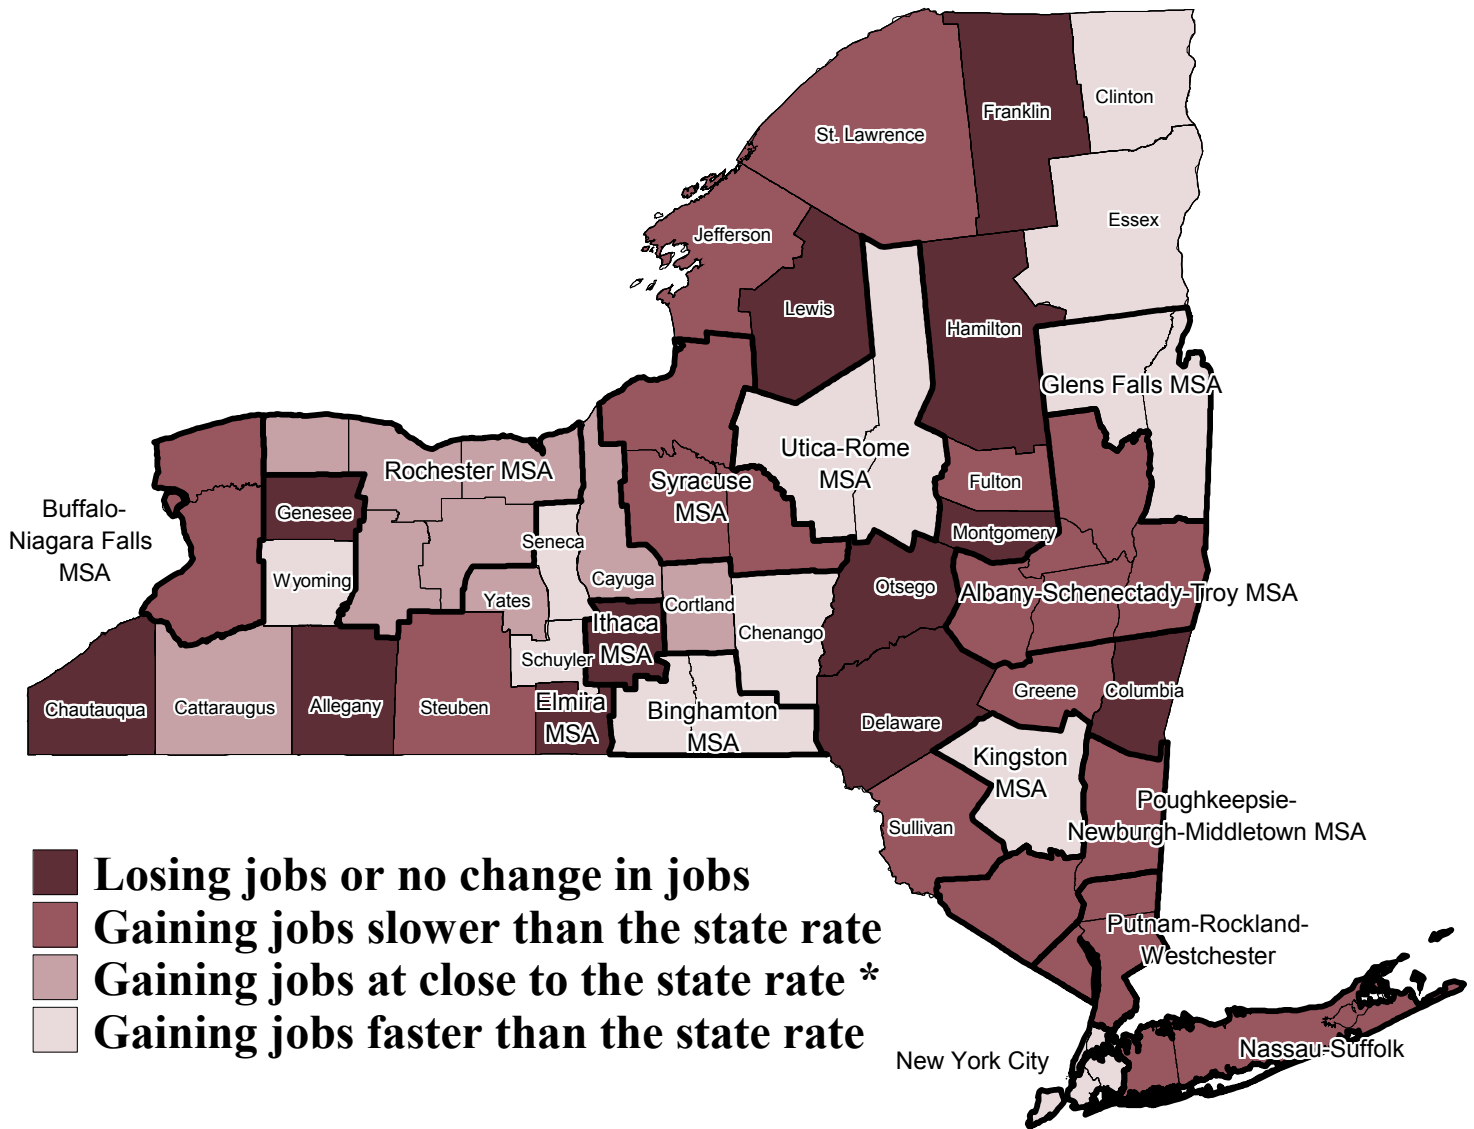 Clinton
Franklin
St. Lawrence
Essex
Jefferson
Lewis
Hamilton
Glens Falls MSA
Utica-Rome
MSA
Rochester MSA
Syracuse
MSA
Fulton
Buffalo-
Niagara Falls
MSA
Genesee
Montgomery
Seneca
Wyoming
Cayuga
Otsego
Albany-Schenectady-Troy MSA
Yates
Cortland
Ithaca
MSA
Chenango
Schuyler
Greene
Columbia
Chautauqua
Cattaraugus
Allegany
Steuben
Elmira
MSA
Binghamton
MSA
Delaware
Kingston
MSA
Poughkeepsie-
Newburgh-Middletown MSA
Sullivan
Losing jobs or no change in jobs
Gaining jobs slower than the state rate
Gaining jobs at close to the state rate *
Gaining jobs faster than the state rate
Putnam-Rockland-
Westchester
New York City
Nassau-Suffolk